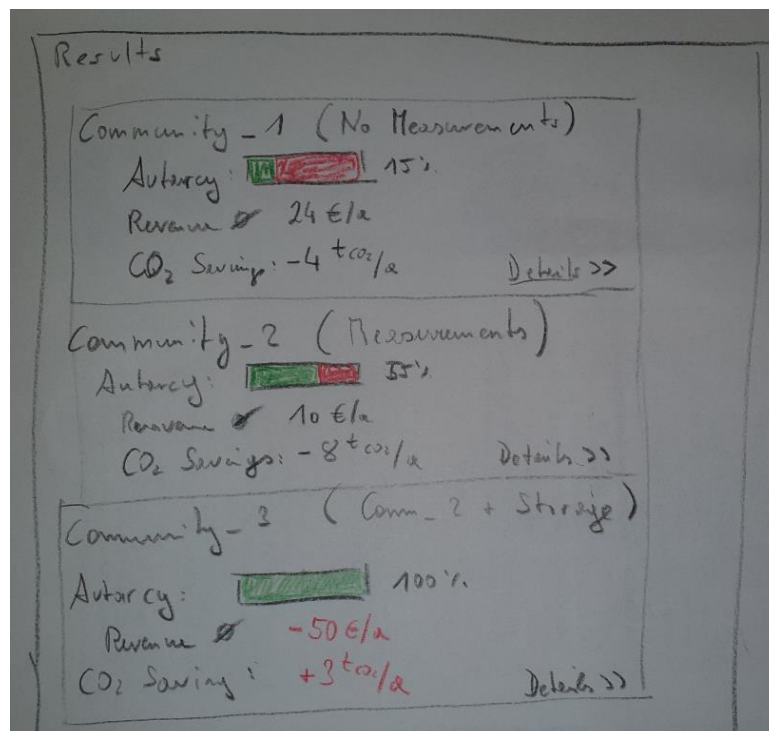 Results
Community_1 (No Measurements)
Autarcy: 15%
Revenue Ø 24 €/a
CO₂ Savings: -4 tCO₂/a
Details >>
Community_2 (Measurements)
Autarcy: 55%
Ø 10 €/a
CO₂ Savings: -8 tCO₂/a
Details >>
Community_3 (Comm_2 + Storage)
Autarcy: 100%
Revenue Ø -50 €/a
CO₂ Saving: +3 tCO₂/a
Details >>